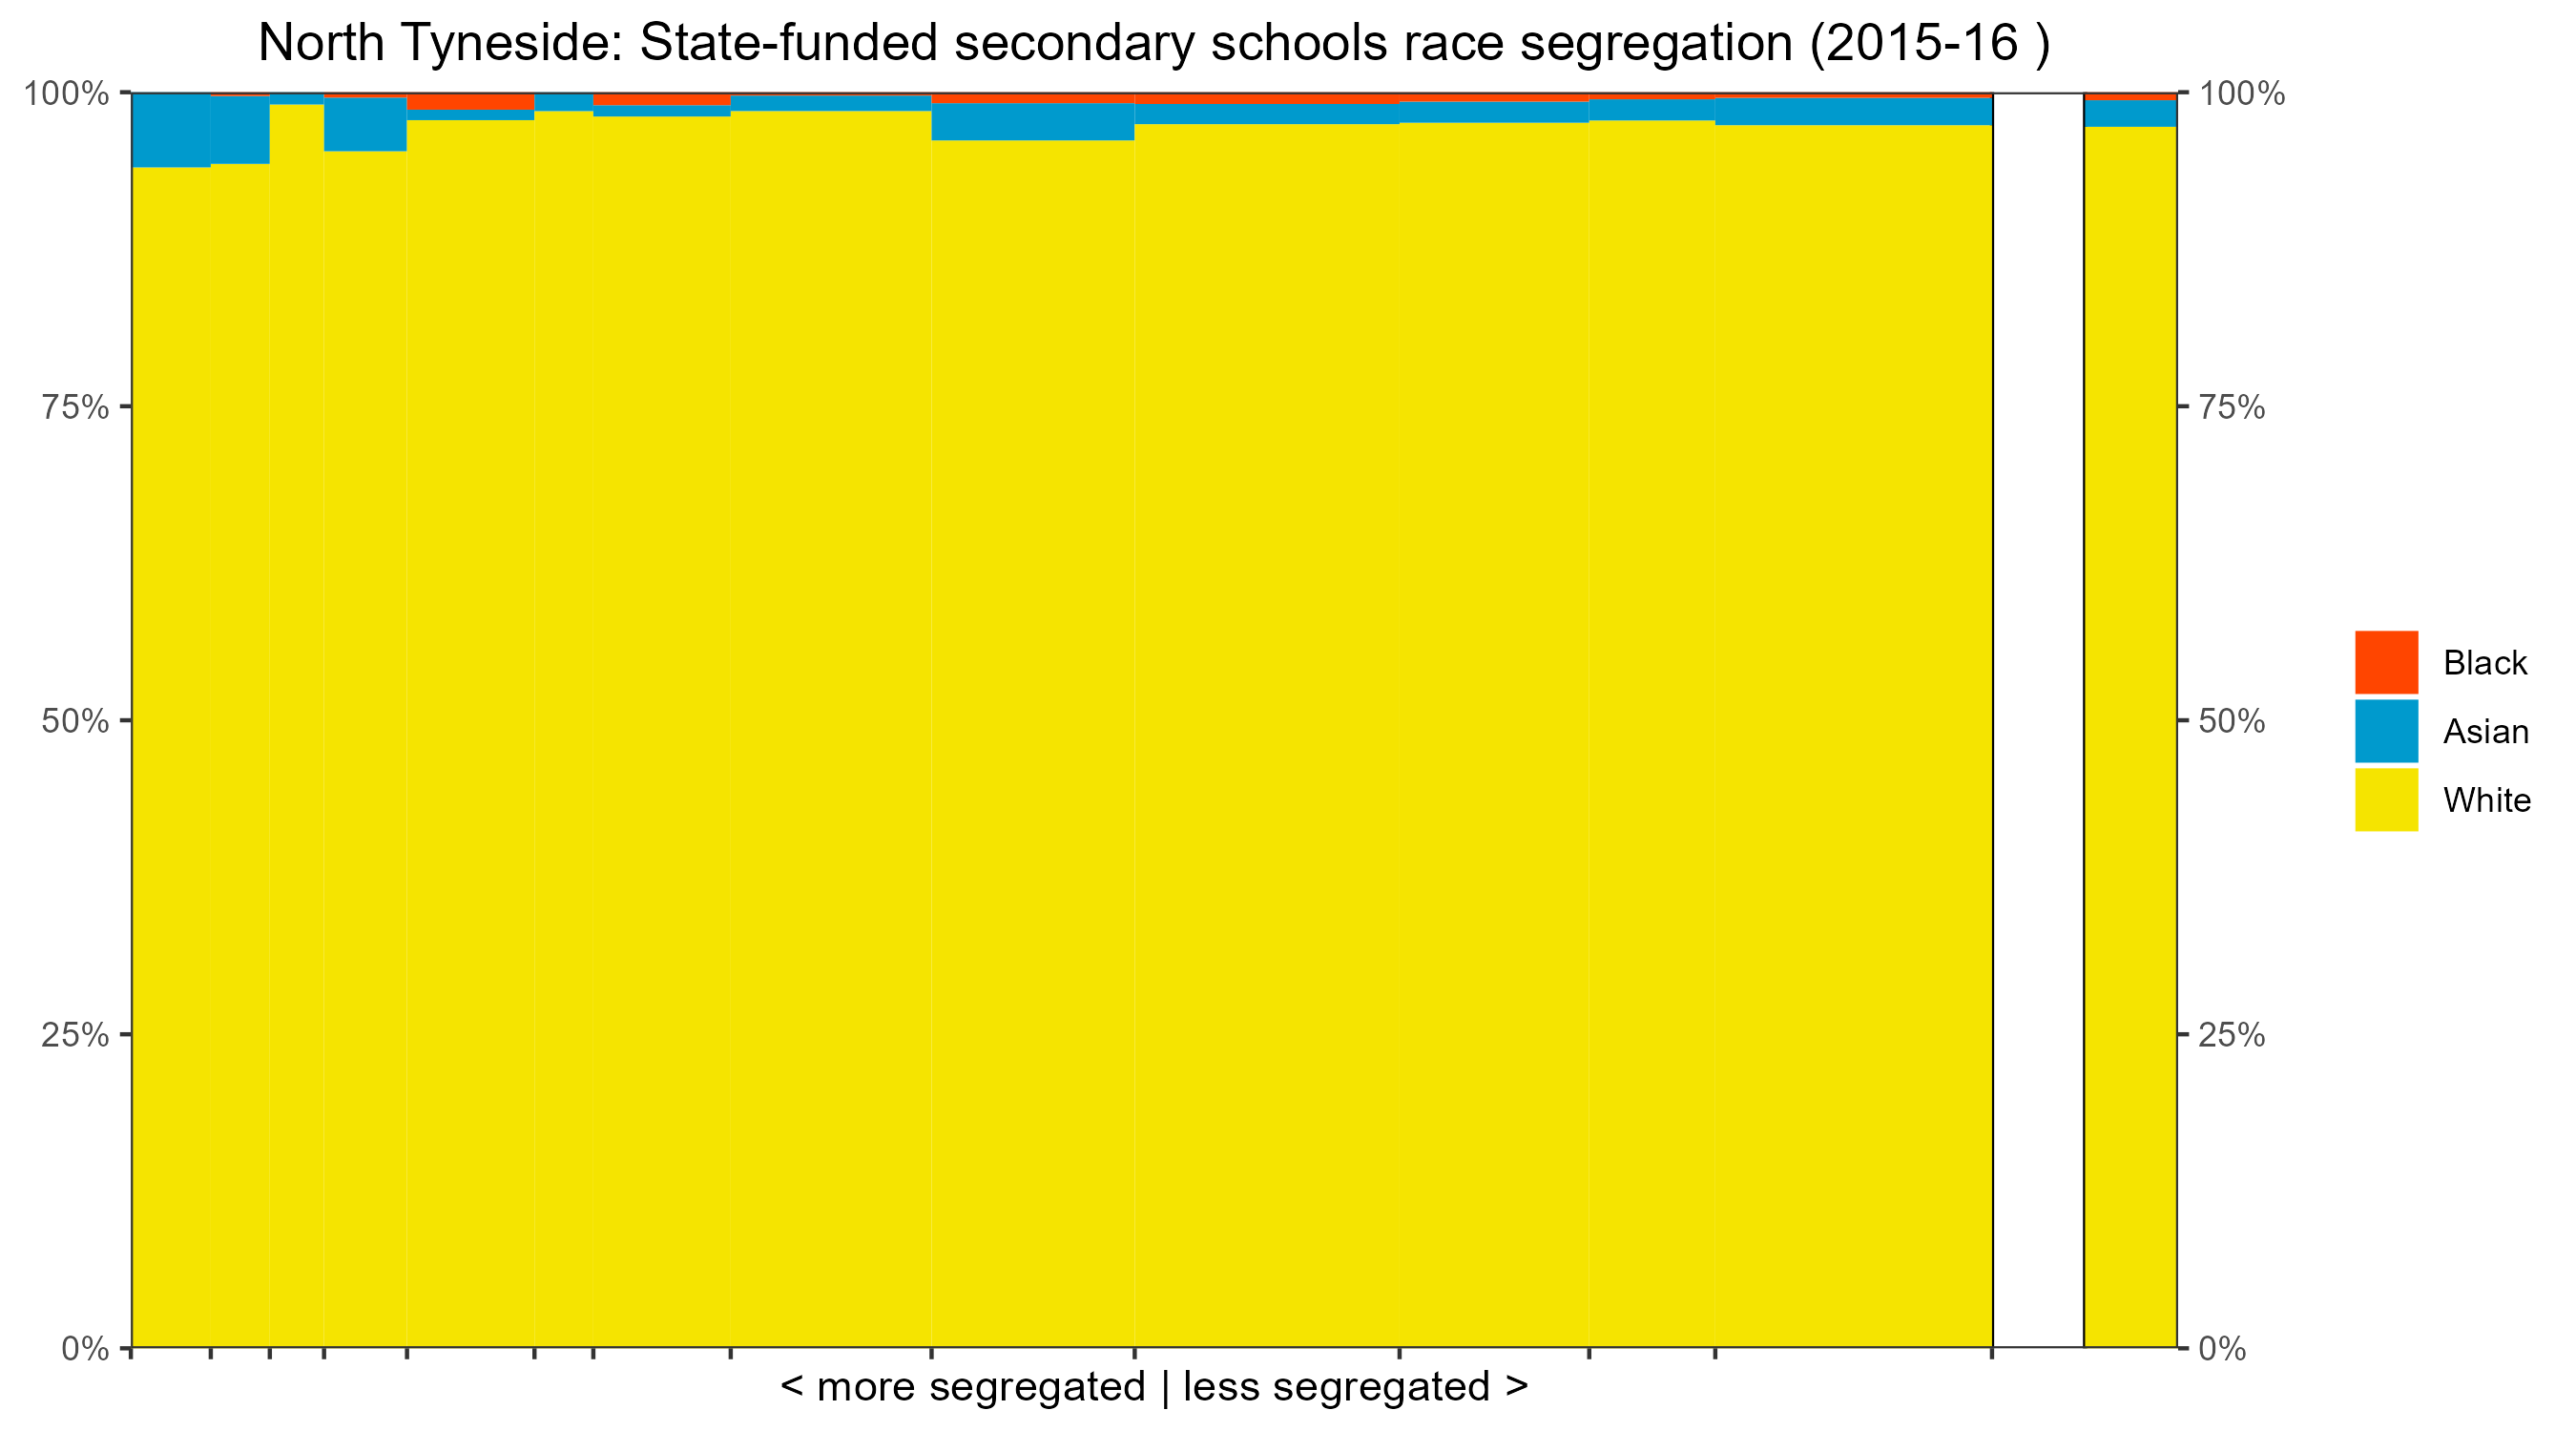 North Tyneside: State-funded secondary schools race segregation (2015-16 )
100%
75%
50%
25%
0%
100%
75%
50%
25%
0%
< more segregated | less segregated >
Black
Asian
White